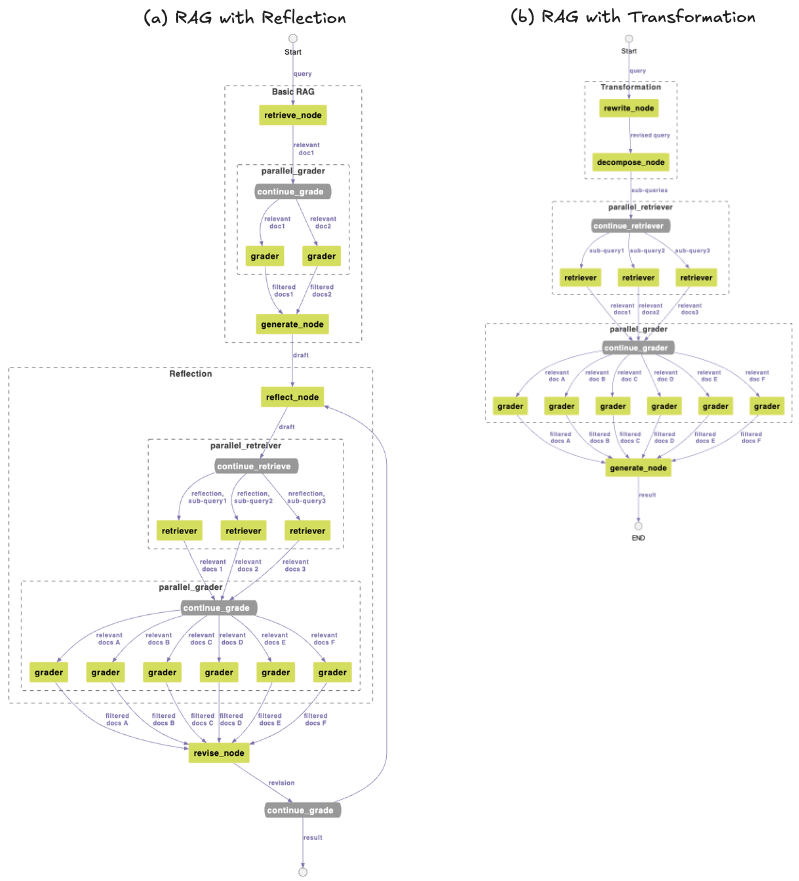 (a) RAG with Reflection
Start
query
Basic RAG
retrieve_node
relevant
doc1
parallel_grader
continue_grade
relevant
doc1
relevant
doc2
grader
grader
filtered
docs1
filtered
docs2
generate_node
draft
Reflection
reflect_node
draft
parallel_retreiver
continue_retrieve
reflection,
sub-query1
reflection,
sub-query2
nreflection,
sub-query3
retriever
retriever
retriever
relevant
docs 1
relevant
docs 2
relevant
docs 3
parallel_grader
continue_grade
relevant
docs A
relevant
docs B
relevant
docs C
relevant
docs D
relevant
docs E
relevant
docs F
grader
grader
grader
grader
grader
grader
filtered
docs A
filtered
docs B
filtered
docs C
filtered
docs D
filtered
docs E
filtered
docs F
revise_node
revision
continue_grade
result
(b) RAG with Transformation
Start
query
Transformation
rewrite_node
revised query
decompose_node
sub-queries
parallel_retriever
continue_retriever
sub-query1
sub-query2
sub-query3
retriever
retriever
retriever
relevant
docs1
relevant
docs2
relevant
docs3
parallel_grader
continue_grader
relevant
doc A
relevant
doc B
relevant
doc C
relevant
doc D
relevant
doc E
relevant
doc F
grader
grader
grader
grader
grader
grader
filtered
docs A
filtered
docs B
filtered
docs C
filtered
docs D
filtered
docs E
filtered
docs F
generate_node
result
END